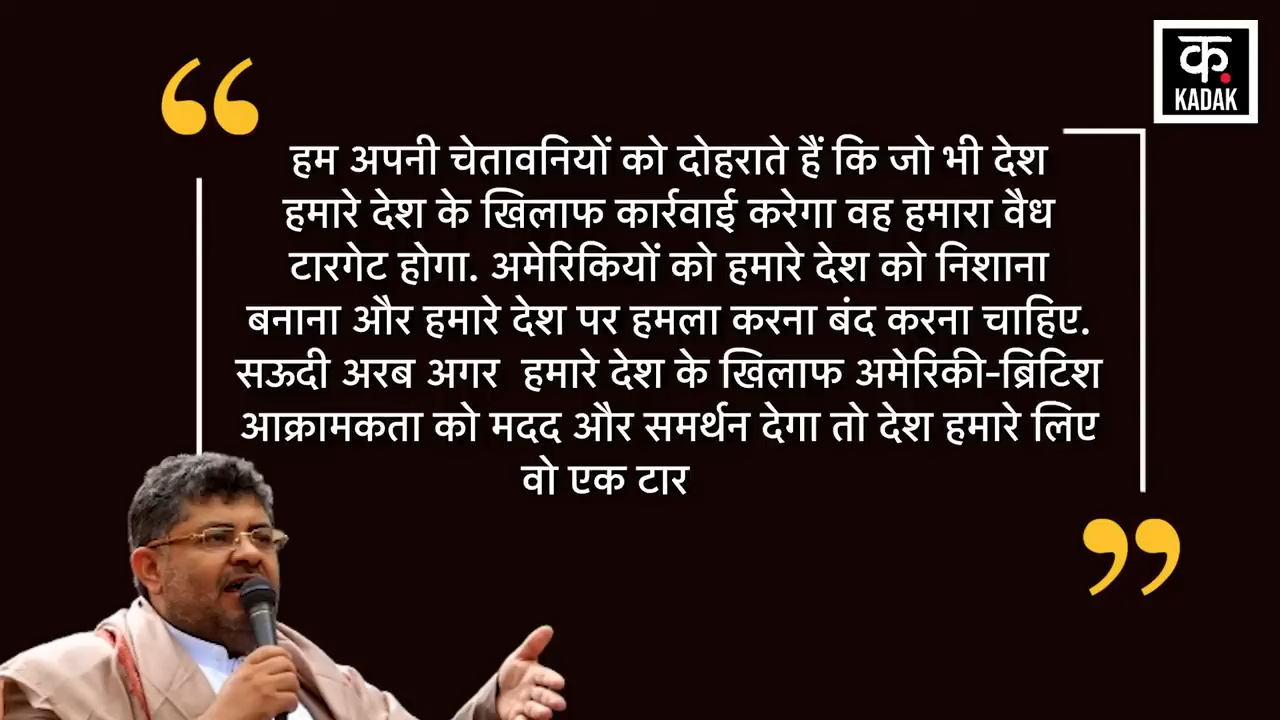 क
KADAK
हम अपनी चेतावनियों को दोहराते हैं कि जो भी देश
हमारे देश के खिलाफ कार्रवाई करेगा वह हमारा वैध
टारगेट होगा. अमेरिकियों को हमारे देश को निशाना
बनाना और हमारे देश पर हमला करना बंद करना चाहिए.
सऊदी अरब अगर हमारे देश के खिलाफ अमेरिकी-ब्रिटिश
आक्रामकता को मदद और समर्थन देगा तो देश हमारे लिए
वो एक टार